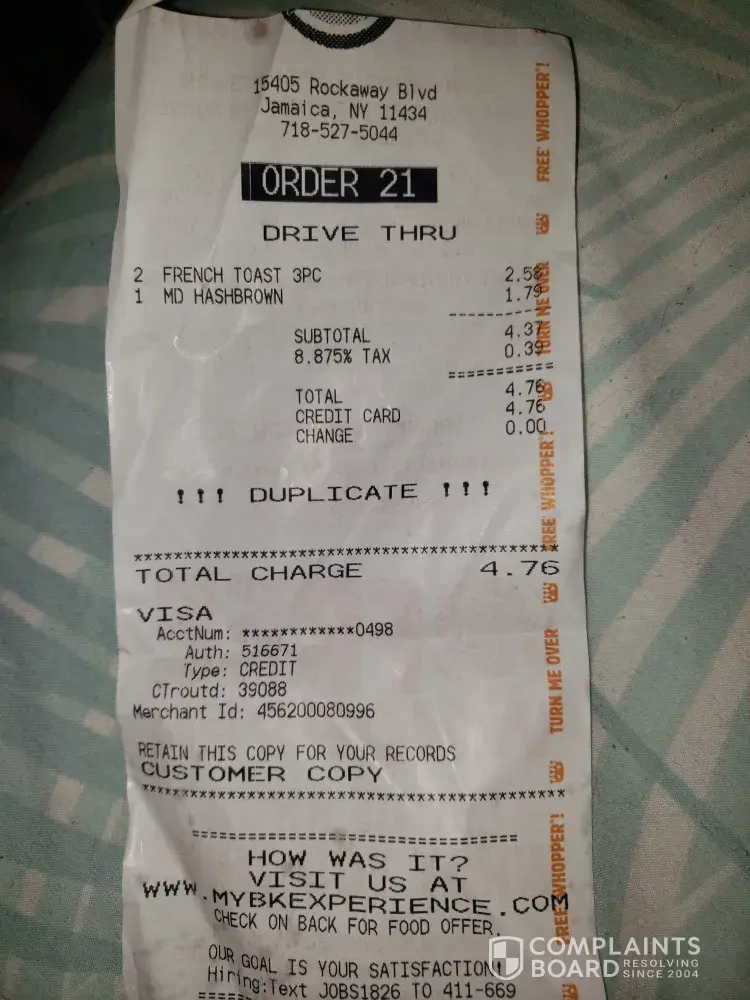 15405 Rockaway Blvd
Jamaica, NY 11434
718-527-5044
ORDER 21
DRIVE THRU
2 FRENCH TOAST 3PC 2.58
1 MD HASHBROWN 1.79
SUBTOTAL 4.37
8.875% TAX 0.39
TOTAL 4.76
CREDIT CARD 4.76
CHANGE 0.00
!!! DUPLICATE !!!
****************************************
TOTAL CHARGE 4.76
VISA
AcctNum: ************0498
Auth: 516671
Type: CREDIT
CTroutd: 39088
Merchant Id: 456200080996
RETAIN THIS COPY FOR YOUR RECORDS
CUSTOMER COPY
****************************************
==============================
HOW WAS IT?
VISIT US AT
www.MYBKEXPERIENCE.COM
CHECK ON BACK FOR FOOD OFFER.
OUR GOAL IS YOUR SATISFACTION!
Hiring:Text JOBS1826 TO 411-669
FREE WHOPPER!
TURN ME OVER
FREE WHOPPER!
TURN ME OVER
FREE WHOPPER!
COMPLAINTS
BOARD RESOLVING
SINCE 2004